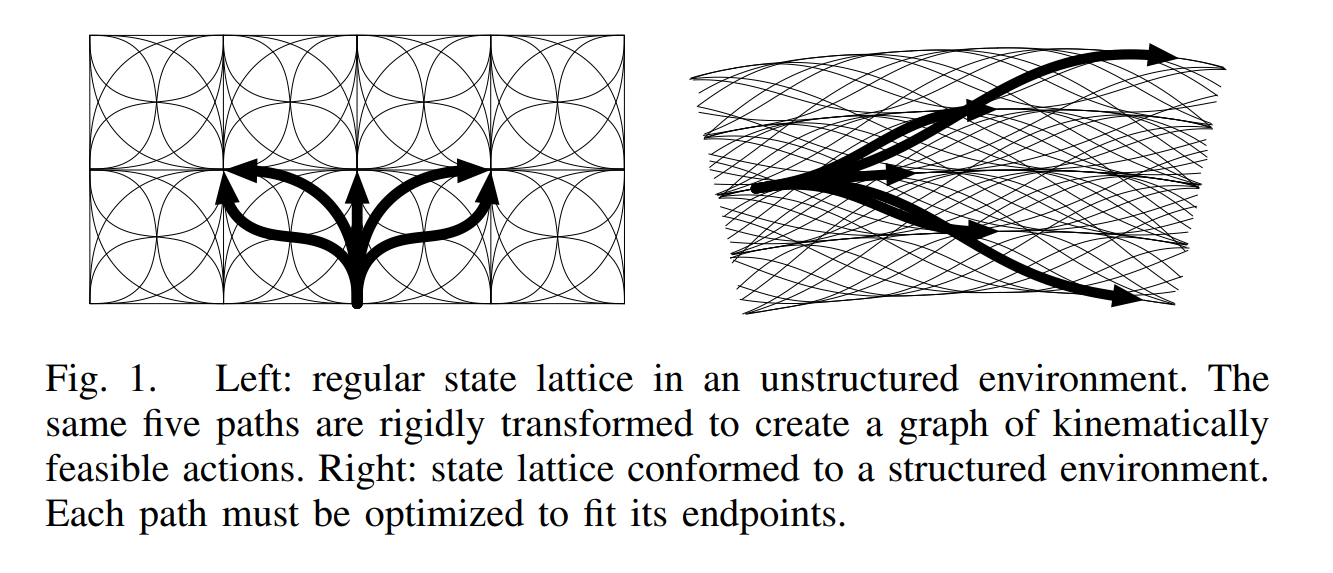 Fig. 1. Left: regular state lattice in an unstructured environment. The
same five paths are rigidly transformed to create a graph of kinematically
feasible actions. Right: state lattice conformed to a structured environment.
Each path must be optimized to fit its endpoints.